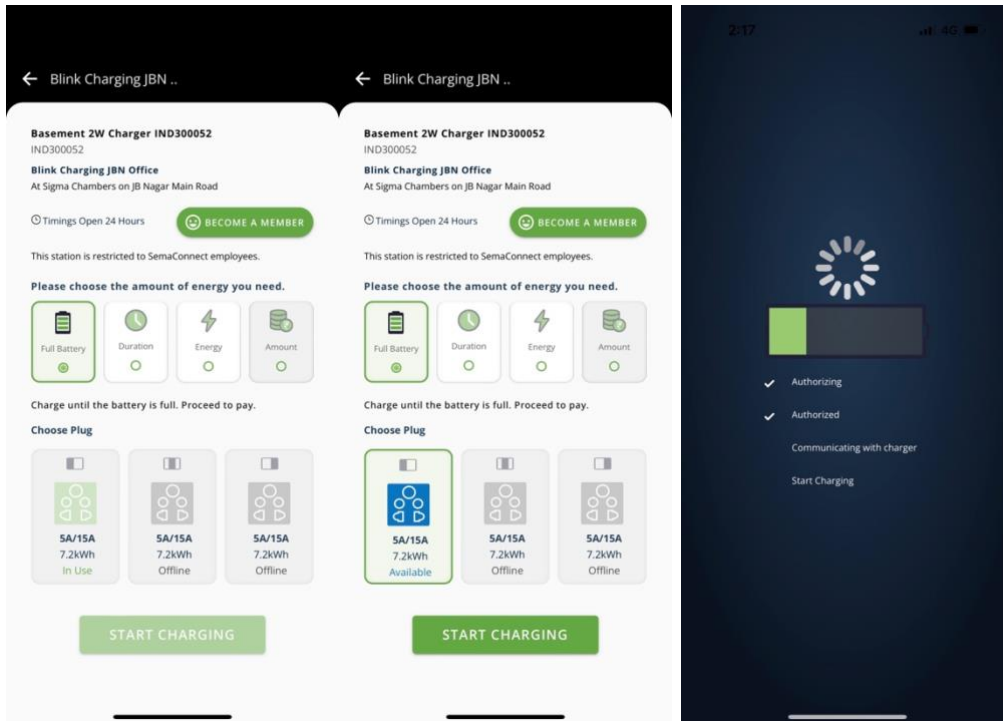 Blink Charging JBN ..
Basement 2W Charger IND300052
IND300052
Blink Charging JBN Office
At Sigma Chambers on JB Nagar Main Road
Timings Open 24 Hours
BECOME A MEMBER
This station is restricted to SemaConnect employees.
Please choose the amount of energy you need.
Full Battery Duration Energy Amount
Charge until the battery is full. Proceed to pay.
Choose Plug
5A/15A 5A/15A 5A/15A
7.2kWh 7.2kWh 7.2kWh
In Use Offline Offline
START CHARGING
Blink Charging JBN ..
Basement 2W Charger IND300052
IND300052
Blink Charging JBN Office
At Sigma Chambers on JB Nagar Main Road
Timings Open 24 Hours
BECOME A MEMBER
This station is restricted to SemaConnect employees.
Please choose the amount of energy you need.
Full Battery Duration Energy Amount
Charge until the battery is full. Proceed to pay.
Choose Plug
5A/15A 5A/15A 5A/15A
7.2kWh 7.2kWh 7.2kWh
Available Offline Offline
START CHARGING
2:17 4G
Authorizing
Authorized
Communicating with charger
Start Charging